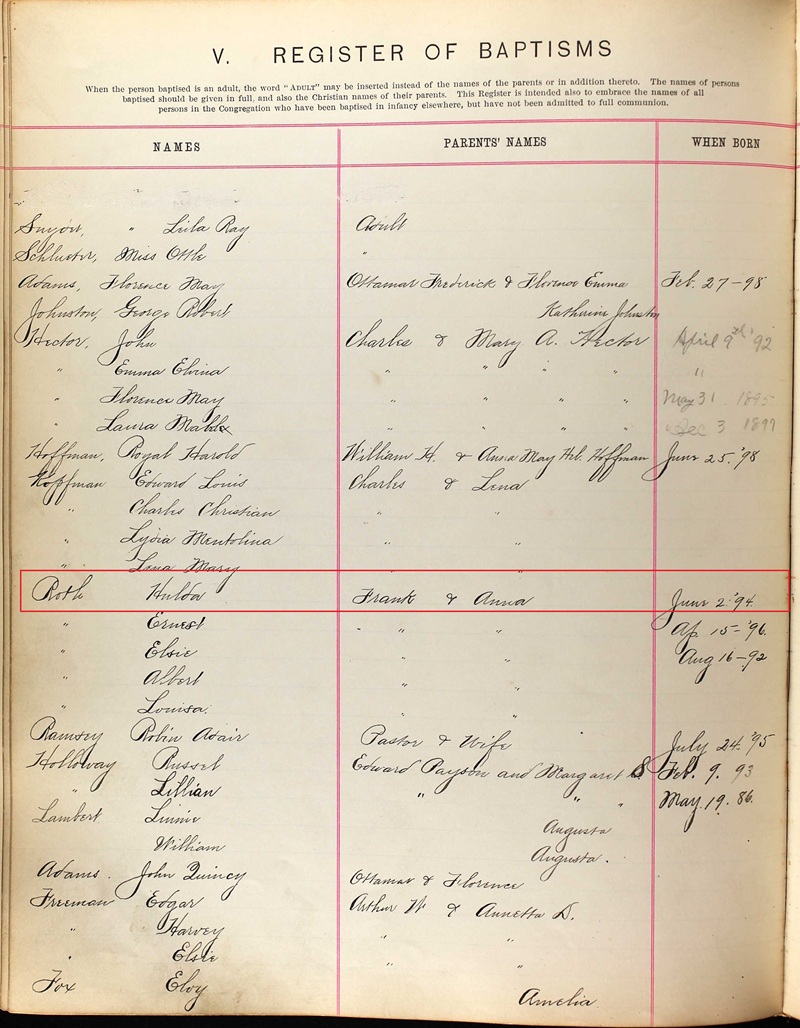 V. REGISTER OF BAPTISMS
When the person baptised is an adult, the word "ADULT" may be inserted instead of the names of the parents or in addition thereto. The names of persons
baptised should be given in full, and also the Christian names of their parents. This Register is intended also to embrace the names of all
persons in the Congregation who have been baptised in infancy elsewhere, but have not been admitted to full communion.
NAMES PARENTS' NAMES WHEN BORN
" Lula Ray Adult
Schlueter, Miss "
Adams, Florence May Ottamar Frederick & Florence Emma Feb. 27-98
Johnston, George Robert Katherine Johnston
Hector, John Charles & Mary A. Hector April 9th '92
" Emma Elvina " " " " "
" Florence May " " " " May 31 1895
" Laura " " " " Dec 3 1897
Hoffman, Royal Harold William H. & Anna May Hoffman June 25. '98
Hoffman Edward Louis Charles & Lena
" Charles Christian " "
" Lydia Mentolina " "
" Lena Mary
Roth Hulda Frank & Anna June 2. '94.
" Ernest " " " Ap. 15-'96.
" Elsie " " Aug 16-92
" Albert " "
" Louisa. " "
Ramsey Robin Adair Pastor & Wife July 24. '95
Holloway Russel Edward Payson and Margaret S Feb. 9. 93
" Lillian " " " May. 19. 86.
Lambert Linnie Augusta
William Augusta.
Adams. John Quincy Ottamar & Florence
Freeman Edgar Arthur W. & Annetta D.
" Harvey " "
" Elsie " "
Fox Eloy Amelia